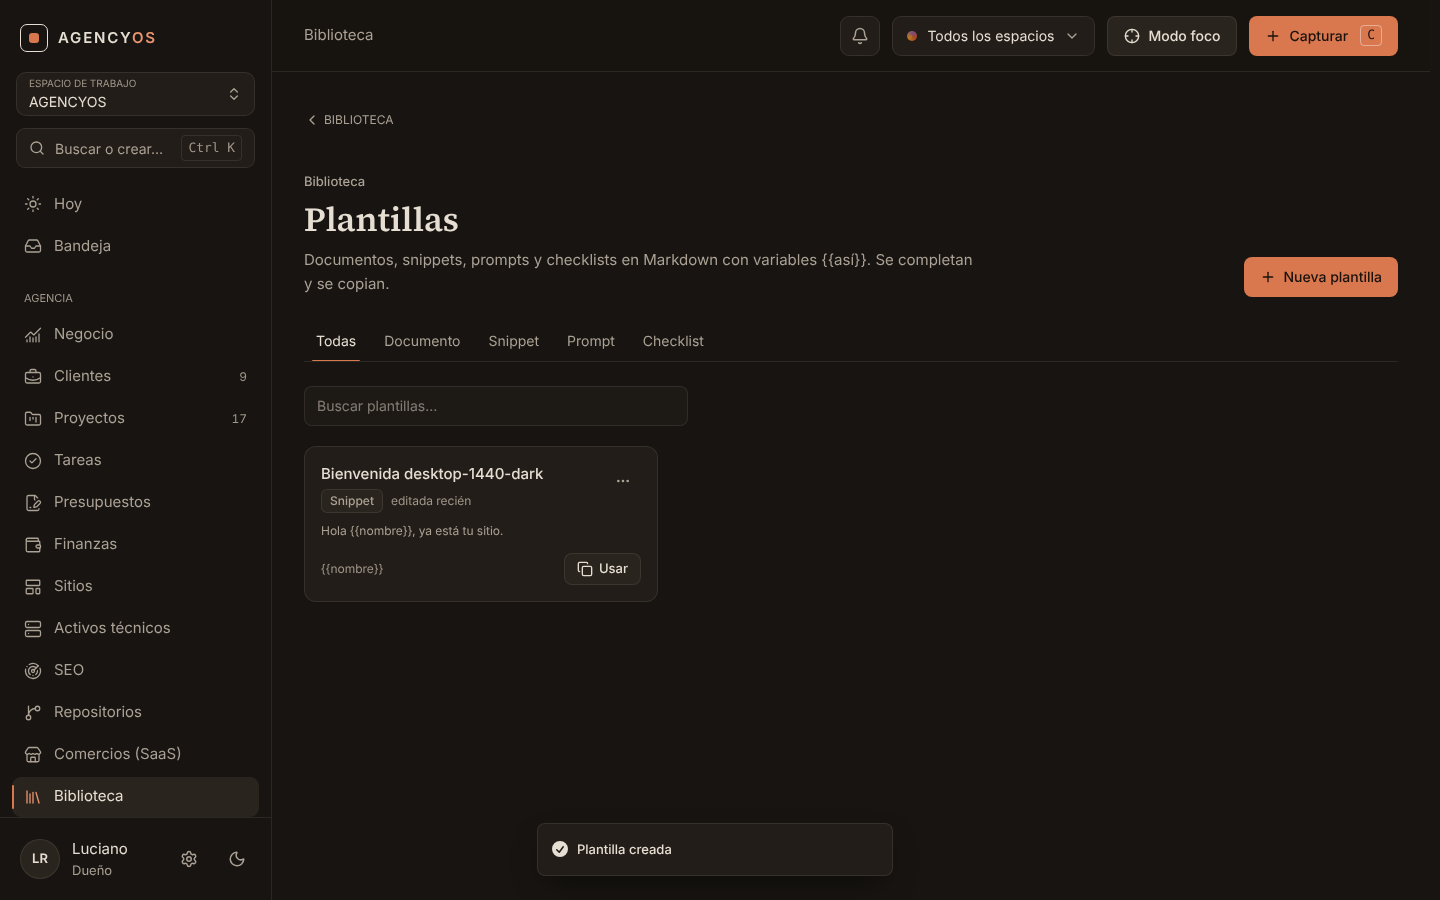 AGENCYOS
ESPACIO DE TRABAJO
AGENCYOS
Buscar o crear... Ctrl K
Hoy
Bandeja
AGENCIA
Negocio
Clientes 9
Proyectos 17
Tareas
Presupuestos
Finanzas
Sitios
Activos técnicos
SEO
Repositorios
Comercios (SaaS)
Biblioteca
LR Luciano
Dueño
Biblioteca
Todos los espacios
Modo foco
Capturar C
BIBLIOTECA
Biblioteca
Plantillas
Documentos, snippets, prompts y checklists en Markdown con variables {{así}}. Se completan
y se copian.
Nueva plantilla
Todas Documento Snippet Prompt Checklist
Buscar plantillas...
Bienvenida desktop-1440-dark
Snippet editada recién
Hola {{nombre}}, ya está tu sitio.
{{nombre}} Usar
Plantilla creada